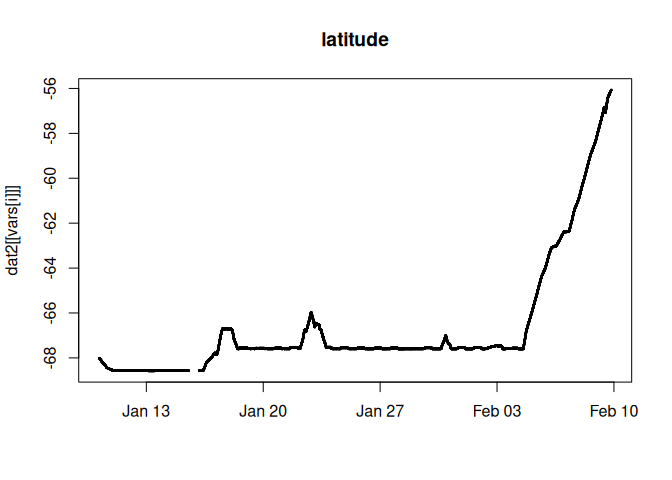 latitude
dat2[[vars[i]]]
-56
-58
-60
-62
-64
-66
-68
Jan 13
Jan 20
Jan 27
Feb 03
Feb 10